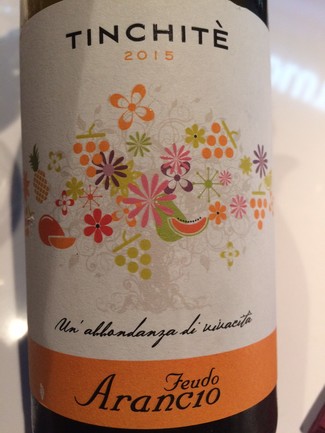 TINCHITÈ
2015
Un'abbondanza di vivacità
Feudo
Arancio